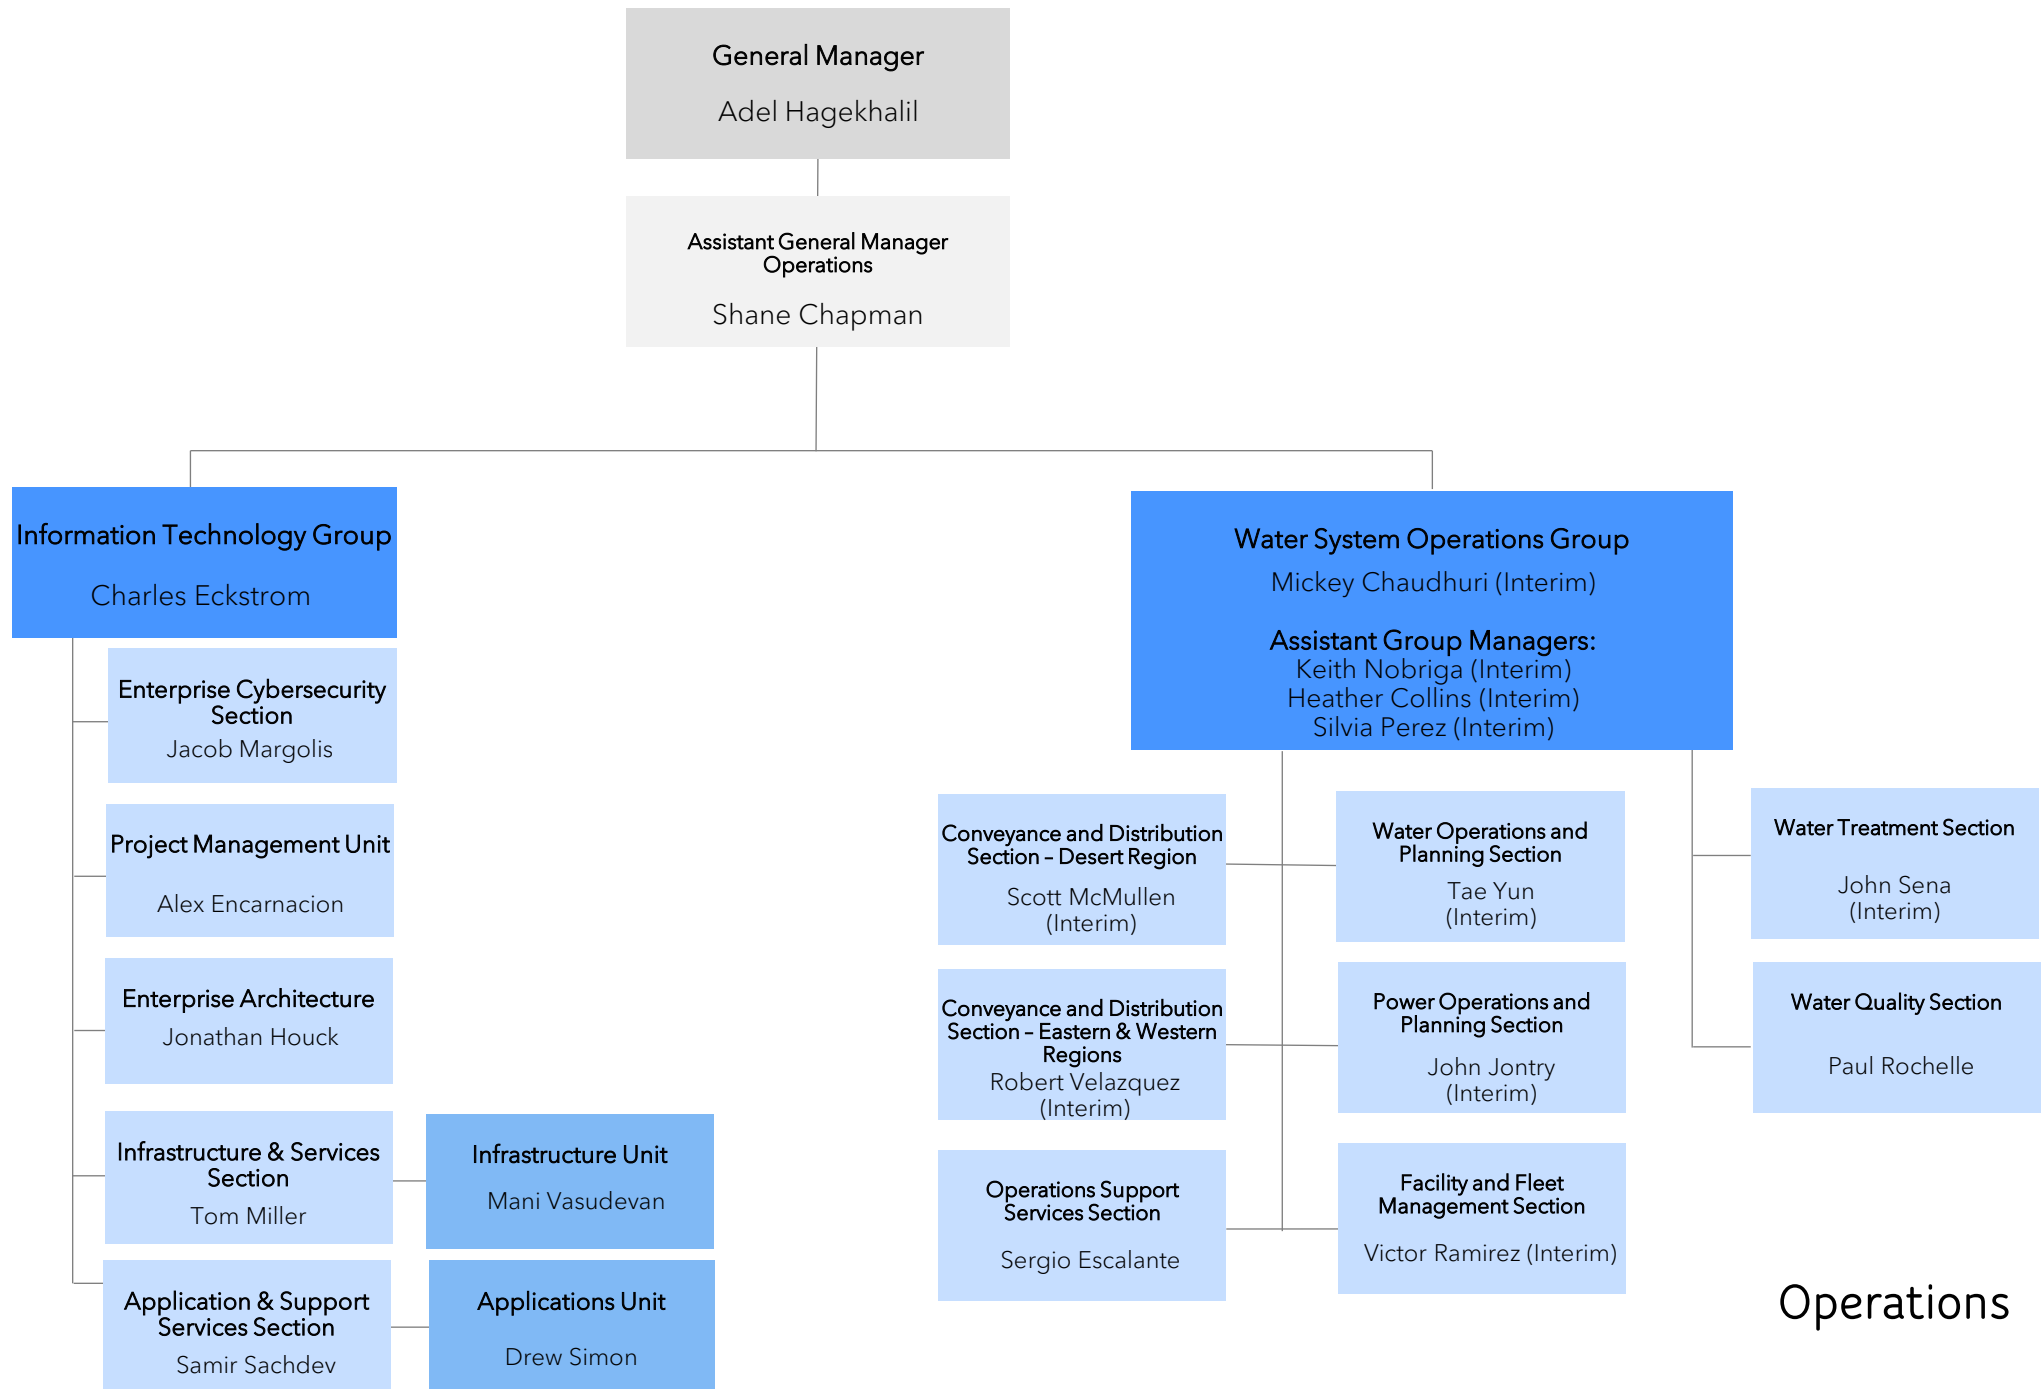 General Manager
Adel Hagekhalil
Assistant General Manager
Operations
Shane Chapman
Information Technology Group
Charles Eckstrom
Enterprise Cybersecurity
Section
Jacob Margolis
Project Management Unit
Alex Encarnacion
Enterprise Architecture
Jonathan Houck
Infrastructure & Services
Section
Tom Miller
Infrastructure Unit
Mani Vasudevan
Application & Support
Services Section
Samir Sachdev
Applications Unit
Drew Simon
Water System Operations Group
Mickey Chaudhuri (Interim)
Assistant Group Managers:
Keith Nobriga (Interim)
Heather Collins (Interim)
Silvia Perez (Interim)
Conveyance and Distribution
Section – Desert Region
Scott McMullen
(Interim)
Water Operations and
Planning Section
Tae Yun
(Interim)
Water Treatment Section
John Sena
(Interim)
Conveyance and Distribution
Section – Eastern & Western
Regions
Robert Velazquez
(Interim)
Power Operations and
Planning Section
John Jontry
(Interim)
Water Quality Section
Paul Rochelle
Operations Support
Services Section
Sergio Escalante
Facility and Fleet
Management Section
Victor Ramirez (Interim)
Operations